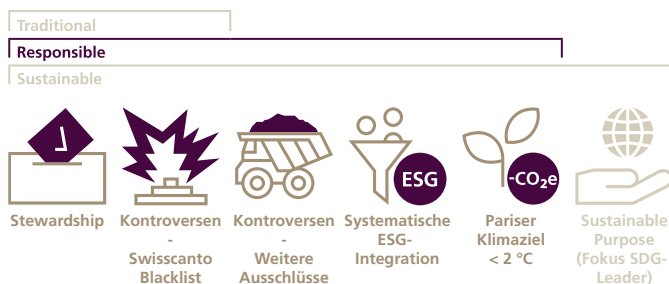 Traditional
Responsible
Sustainable
ESG
-CO₂e
Stewardship
Kontroversen
-
Swisscanto
Blacklist
Kontroversen
-
Weitere
Ausschlüsse
Systematische
ESG-
Integration
Pariser
Klimaziel
< 2 °C
Sustainable
Purpose
(Fokus SDG-
Leader)